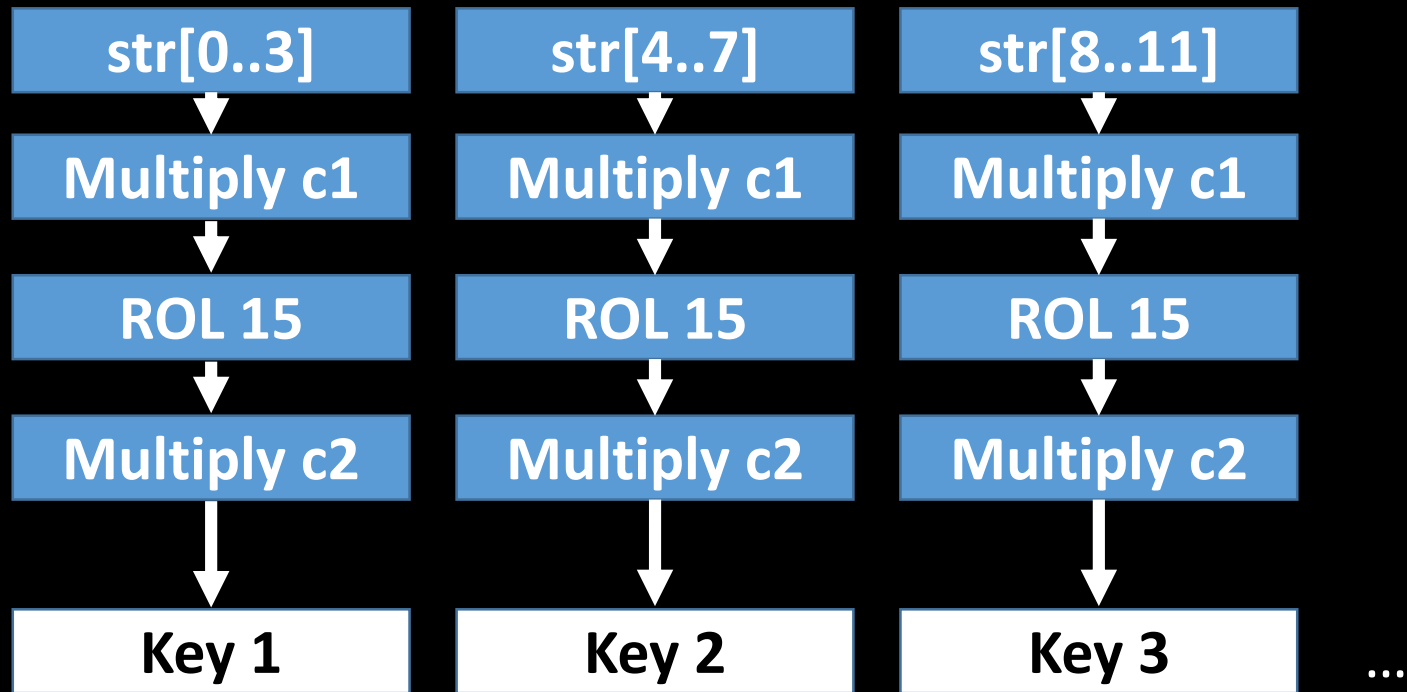 str[0..3] str[4..7] str[8..11]
Multiply c1 Multiply c1 Multiply c1
ROL 15 ROL 15 ROL 15
Multiply c2 Multiply c2 Multiply c2
Key 1 Key 2 Key 3 ...